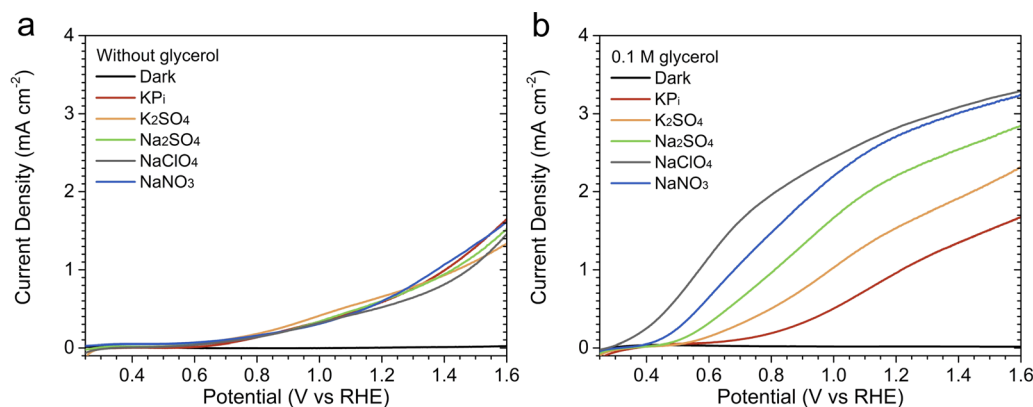 a
Without glycerol
Dark
KPi
K2SO4
Na2SO4
NaClO4
NaNO3
Current Density (mA cm-2)
4
3
2
1
0
0.4 0.6 0.8 1.0 1.2 1.4 1.6
Potential (V vs RHE)
b
0.1 M glycerol
Dark
KPi
K2SO4
Na2SO4
NaClO4
NaNO3
Current Density (mA cm-2)
4
3
2
1
0
0.4 0.6 0.8 1.0 1.2 1.4 1.6
Potential (V vs RHE)